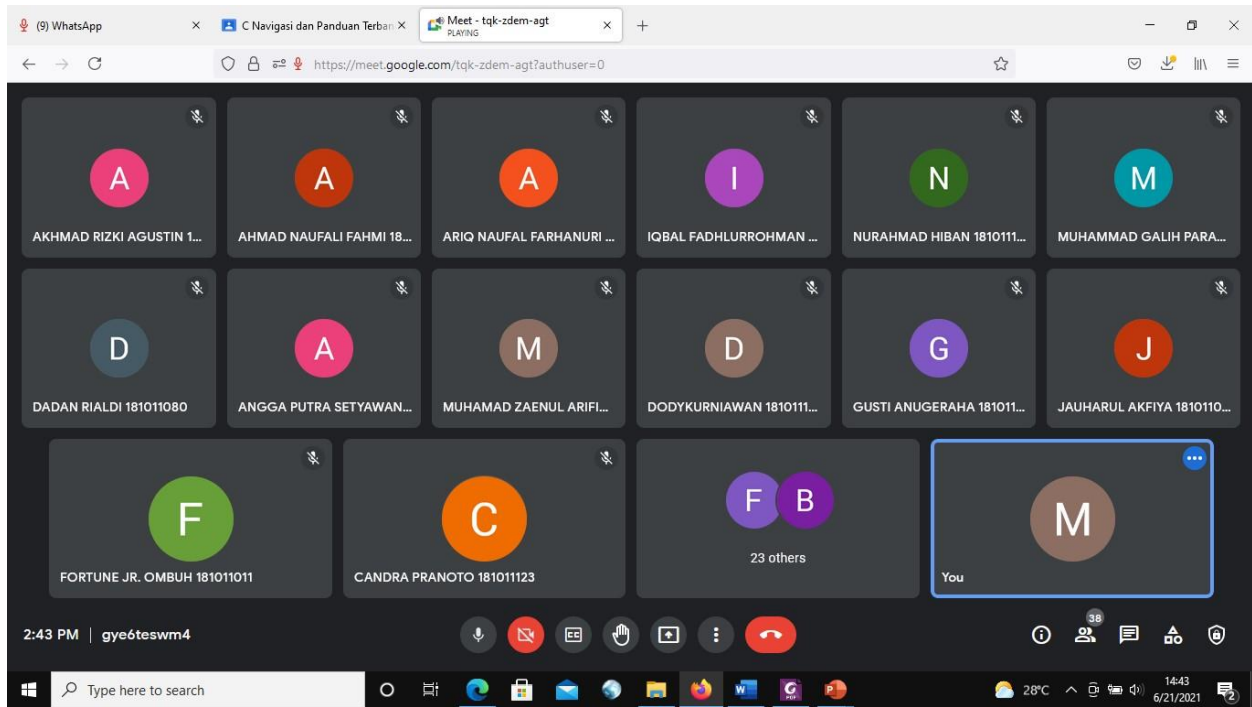 (9) WhatsApp
C Navigasi dan Panduan Terban
Meet - tqk-zdem-agt
PLAYING
https://meet.google.com/tqk-zdem-agt?authuser=0
A
A
A
I
N
M
AKHMAD RIZKI AGUSTIN 1...
AHMAD NAUFALI FAHMI 18...
ARIQ NAUFAL FARHANURI ...
IQBAL FADHLURROHMAN ...
NURAHMAD HIBAN 1810111...
MUHAMMAD GALIH PARA...
D
A
M
D
G
J
DADAN RIALDI 181011080
ANGGA PUTRA SETYAWAN...
MUHAMAD ZAENUL ARIFI...
DODYKURNIAWAN 1810111...
GUSTI ANUGERAHA 181011...
JAUHARUL AKFIYA 1810110...
F
C
F B
M
FORTUNE JR. OMBUH 181011011
CANDRA PRANOTO 181011123
23 others
You
2:43 PM | gye6teswm4
CC
38
Type here to search
28°C
14:43
6/21/2021
2